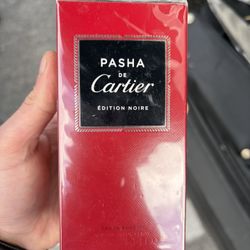 PASHA
DE
Cartier
ÉDITION NOIRE